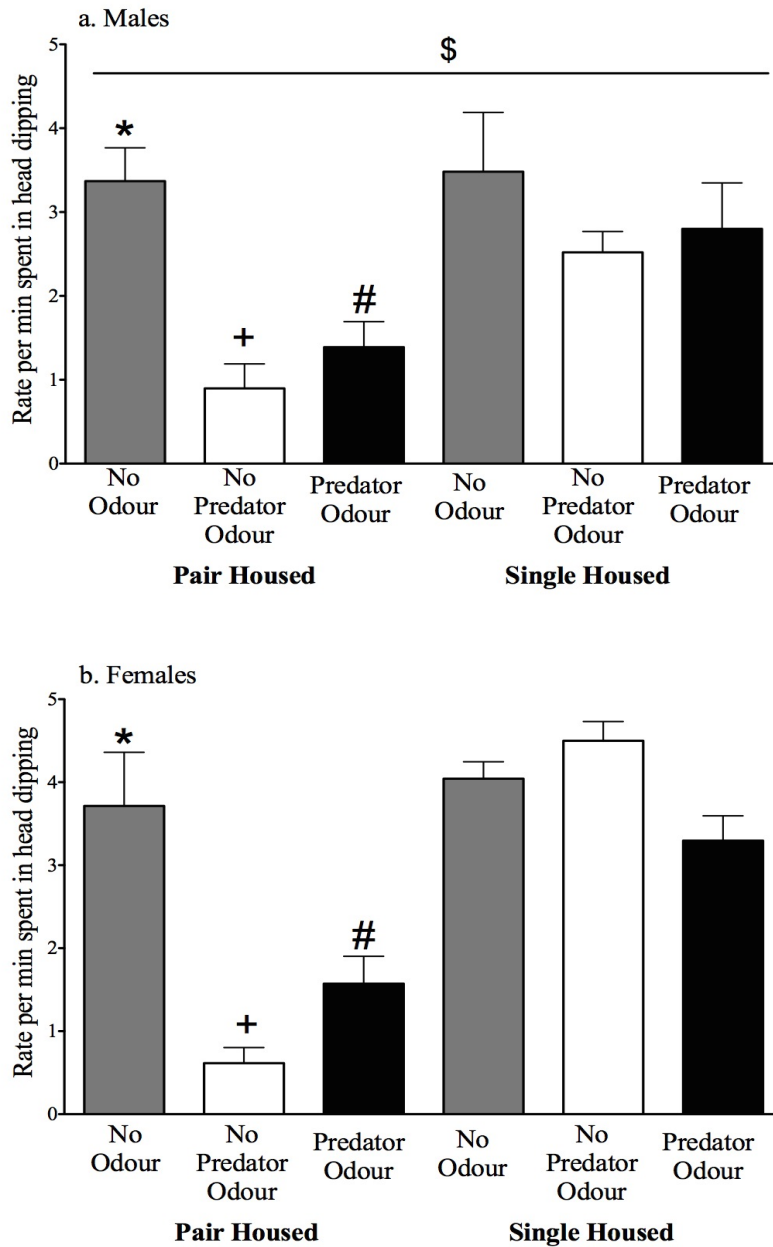 a. Males
Rate per min spent in head dipping
5
4
3
2
1
0
$
*
+
#
No
Odour
No
Predator
Odour
Predator
Odour
No
Odour
No
Predator
Odour
Predator
Odour
Pair Housed
Single Housed
b. Females
Rate per min spent in head dipping
5
4
3
2
1
0
*
+
#
No
Odour
No
Predator
Odour
Predator
Odour
No
Odour
No
Predator
Odour
Predator
Odour
Pair Housed
Single Housed